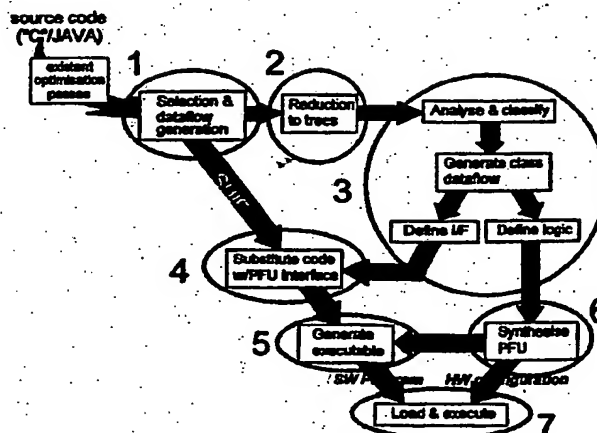 source code
("C"/JAVA)
existent
optimisation
passes
1
Selection &
dataflow
generation
2
Reduction
to trees
Analyse & classify
Generate class
dataflow
3
Define I/F
Define logic
SUIF
4
Substitute code
w/PFU interface
5
Generate
executable
6
Synthesise
PFU
SW
HW configuration
Load & execute
7